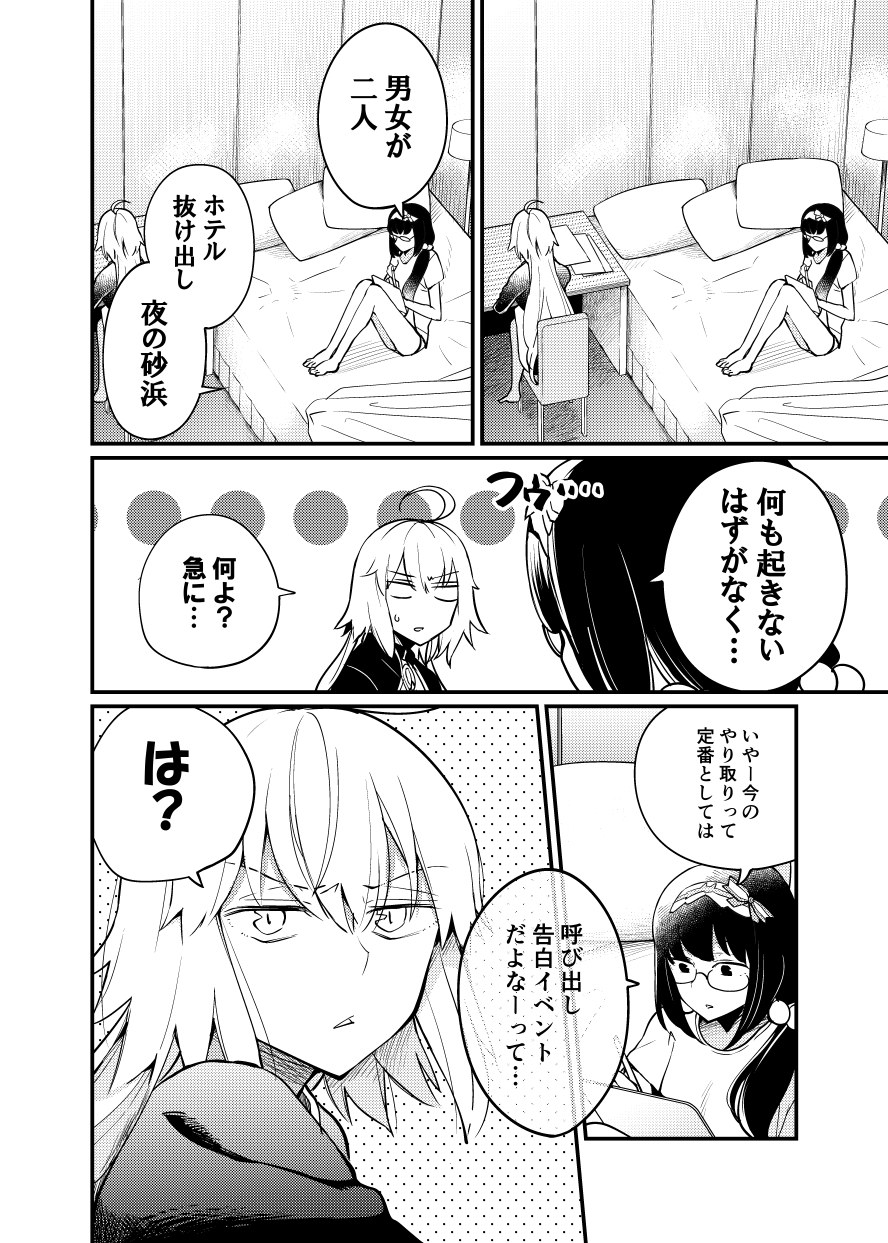 男女が
二人
ホテル
抜け出し
夜の砂浜
何も起きない
はずがなく…
フゥ……
何よ?
急に…
いやー今の
やり取りって
定番としては
呼び出し
告白イベント
だよなーって…
は?